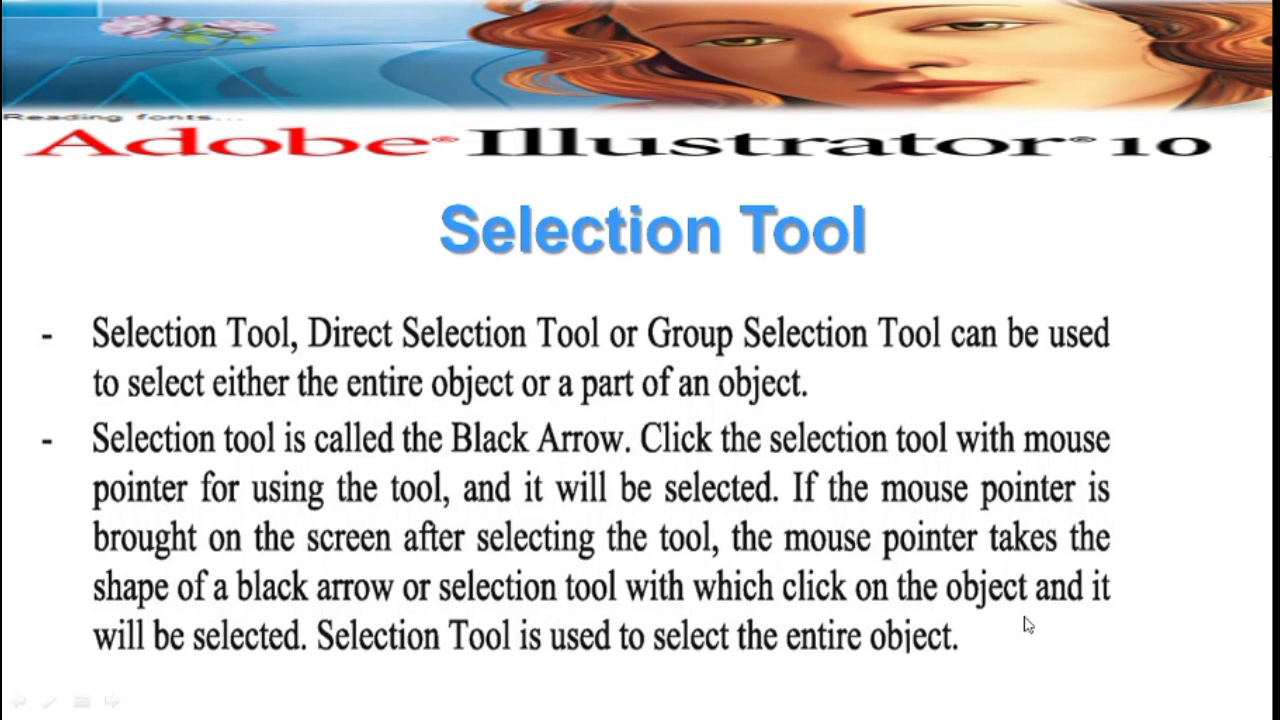 Reading fonts...
Adobe® Illustrator® 10
Selection Tool
- Selection Tool, Direct Selection Tool or Group Selection Tool can be used
to select either the entire object or a part of an object.
- Selection tool is called the Black Arrow. Click the selection tool with mouse
pointer for using the tool, and it will be selected. If the mouse pointer is
brought on the screen after selecting the tool, the mouse pointer takes the
shape of a black arrow or selection tool with which click on the object and it
will be selected. Selection Tool is used to select the entire object.